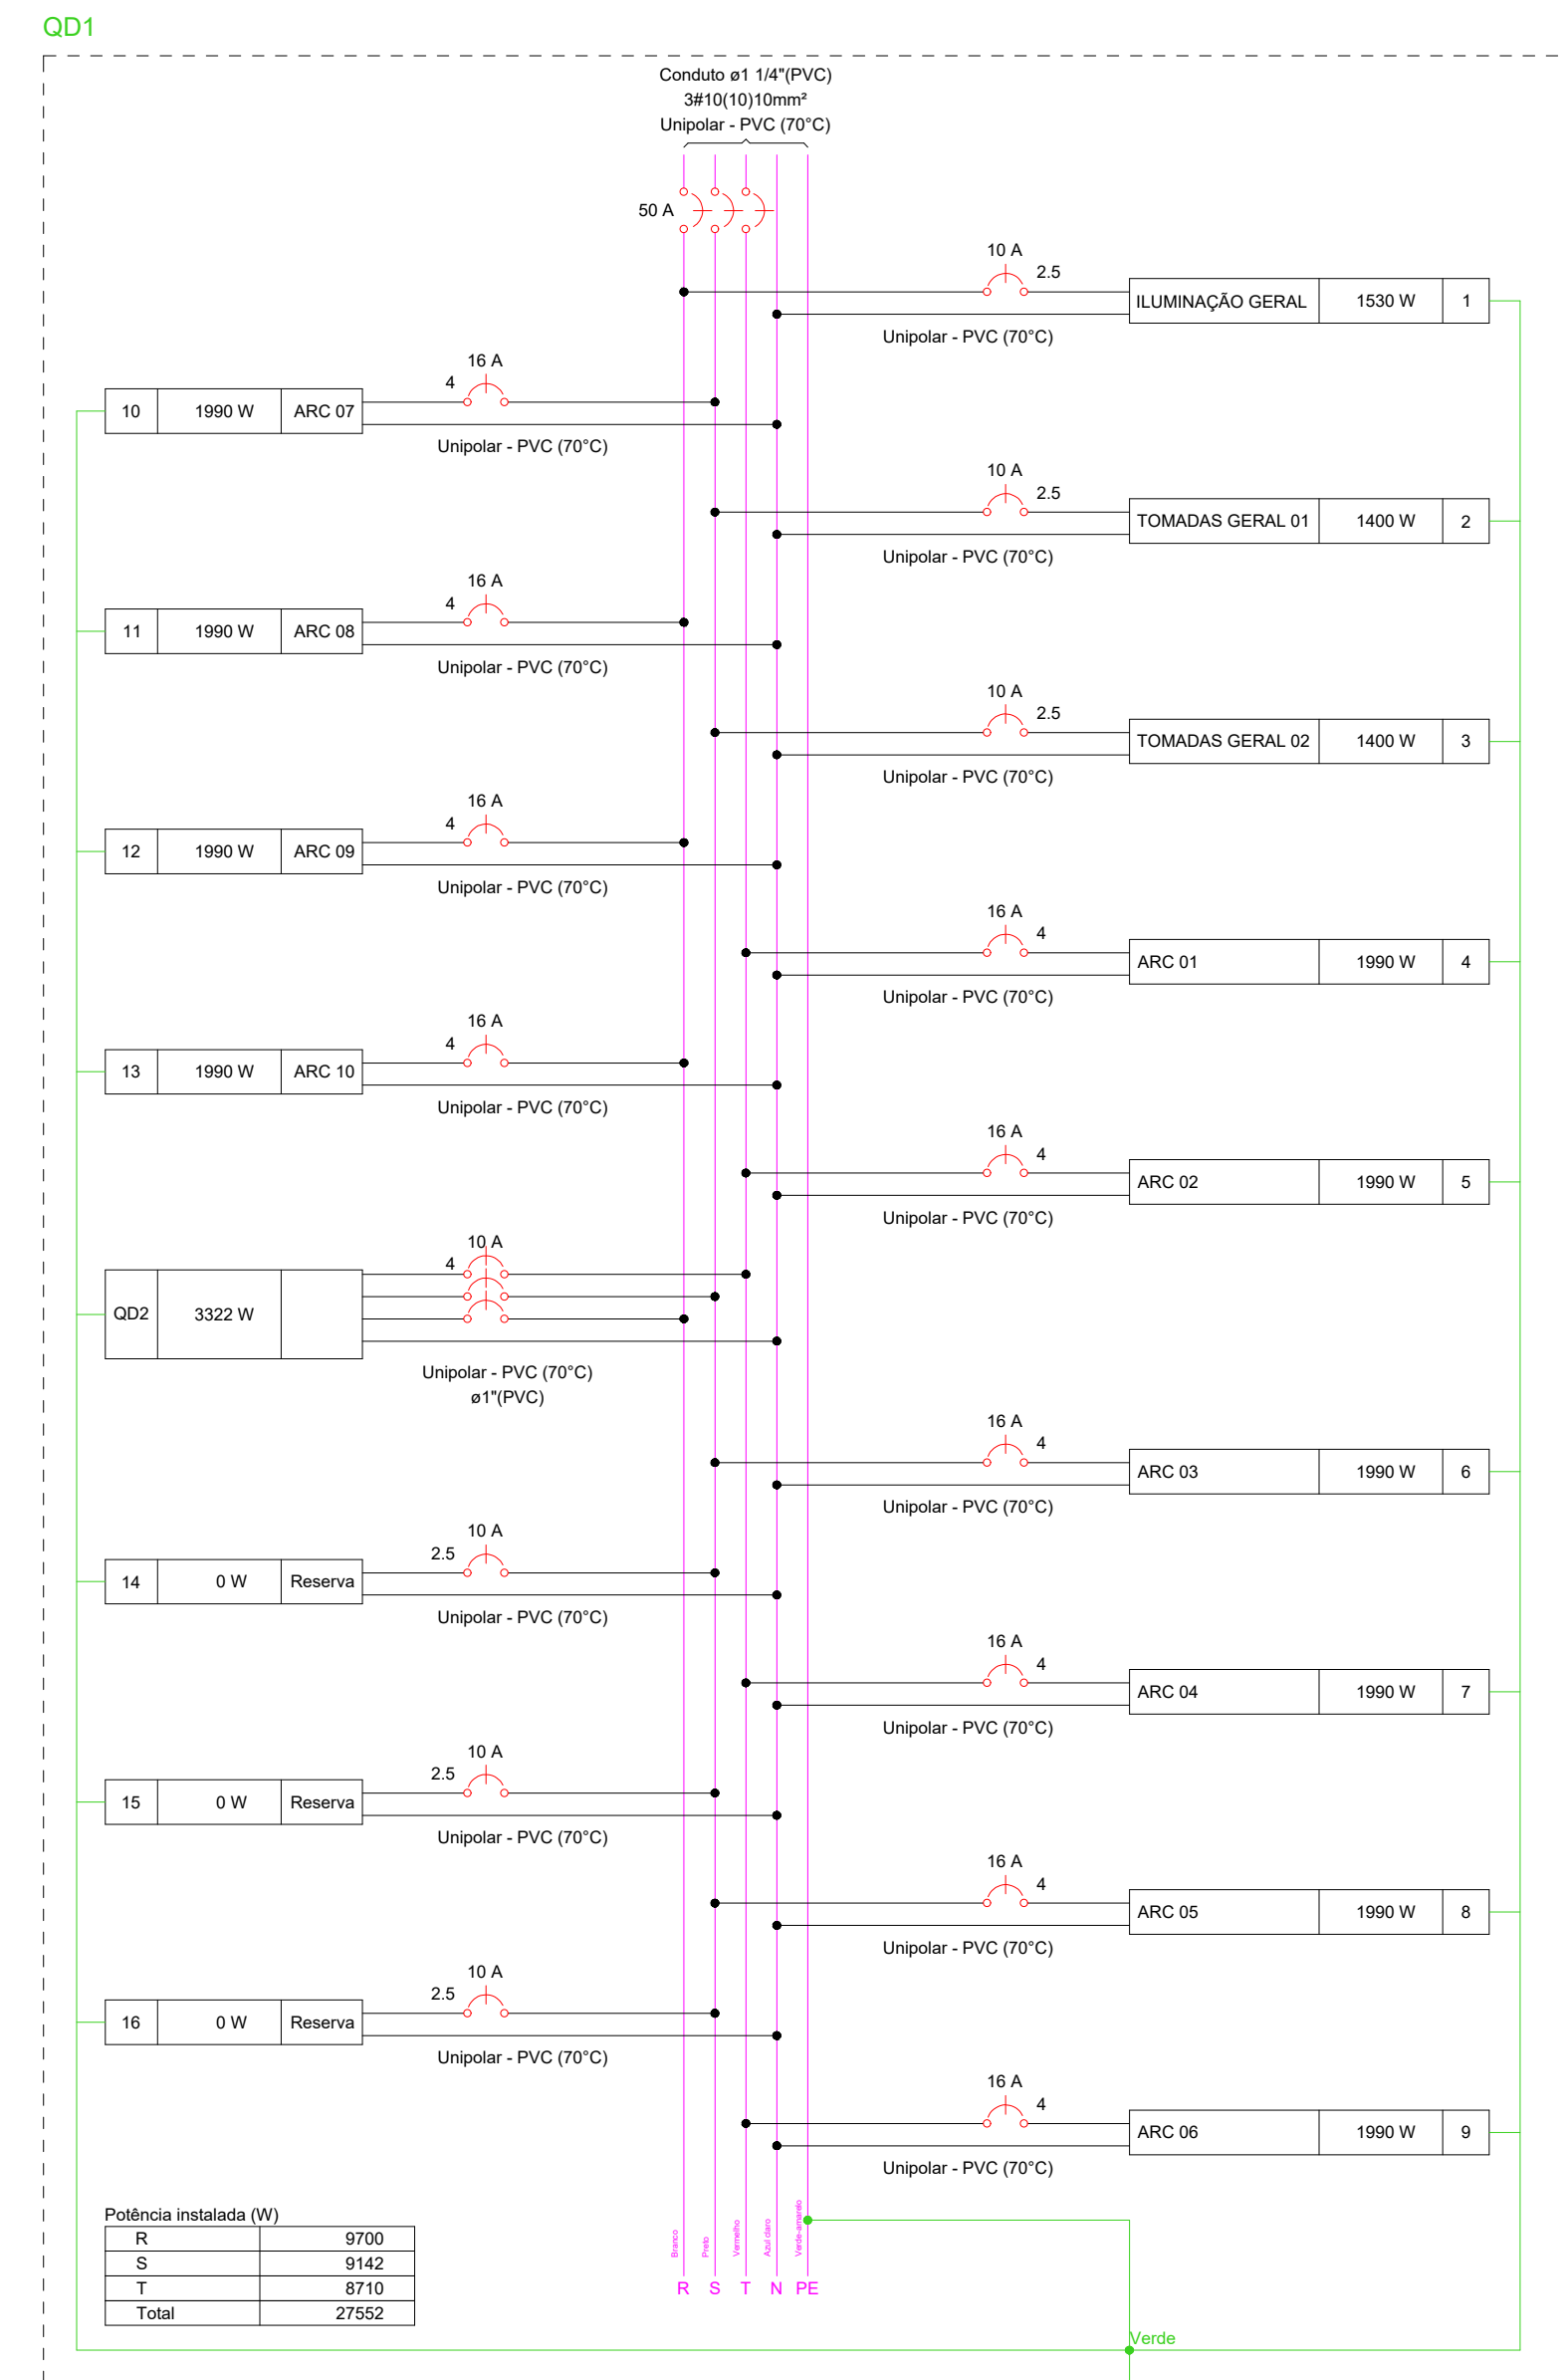 QD1
Conduto ø1 1/4"(PVC)
3#10(10)10mm²
Unipolar - PVC (70°C)
50 A
10 A
2.5
ILUMINAÇÃO GERAL 1530 W 1
Unipolar - PVC (70°C)
16 A
4
10 1990 W ARC 07
Unipolar - PVC (70°C)
10 A
2.5
TOMADAS GERAL 01 1400 W 2
Unipolar - PVC (70°C)
16 A
4
11 1990 W ARC 08
Unipolar - PVC (70°C)
10 A
2.5
TOMADAS GERAL 02 1400 W 3
Unipolar - PVC (70°C)
16 A
4
12 1990 W ARC 09
Unipolar - PVC (70°C)
16 A
4
ARC 01 1990 W 4
Unipolar - PVC (70°C)
16 A
4
13 1990 W ARC 10
Unipolar - PVC (70°C)
16 A
4
ARC 02 1990 W 5
Unipolar - PVC (70°C)
10 A
4
QD2 3322 W
Unipolar - PVC (70°C)
ø1"(PVC)
16 A
4
ARC 03 1990 W 6
Unipolar - PVC (70°C)
10 A
2.5
14 0 W Reserva
Unipolar - PVC (70°C)
16 A
4
ARC 04 1990 W 7
Unipolar - PVC (70°C)
10 A
2.5
15 0 W Reserva
Unipolar - PVC (70°C)
16 A
4
ARC 05 1990 W 8
Unipolar - PVC (70°C)
10 A
2.5
16 0 W Reserva
Unipolar - PVC (70°C)
16 A
4
ARC 06 1990 W 9
Unipolar - PVC (70°C)
Potência instalada (W)
R 9700
S 9142
T 8710
Total 27552
Branco Preto Vermelho Azul claro Verde-amarelo
R S T N PE
Verde